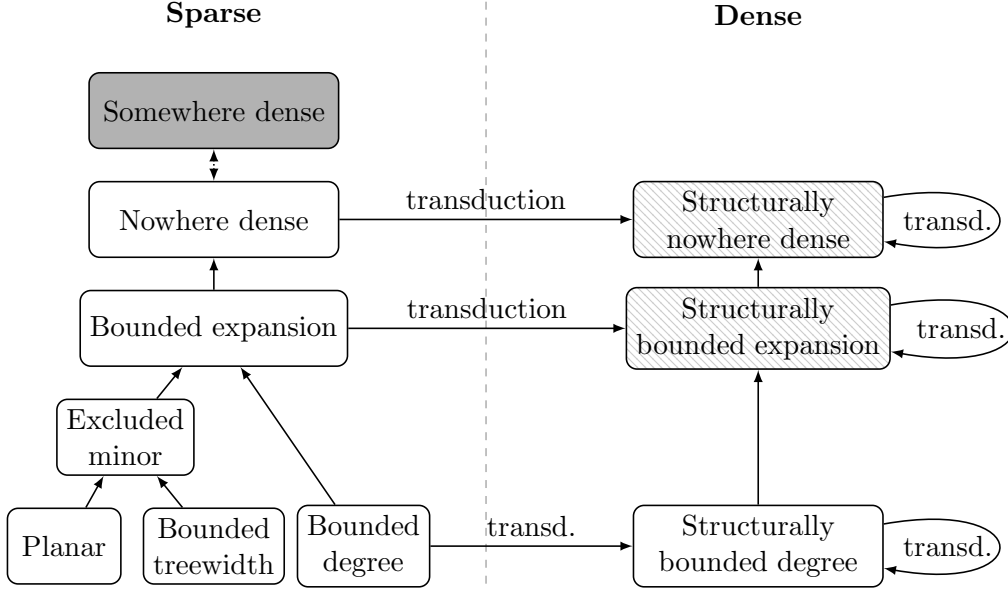 Sparse
Dense
Somewhere dense
Nowhere dense
transduction
Structurally
nowhere dense
transd.
Bounded expansion
transduction
Structurally
bounded expansion
transd.
Excluded
minor
Planar
Bounded
treewidth
Bounded
degree
transd.
Structurally
bounded degree
transd.